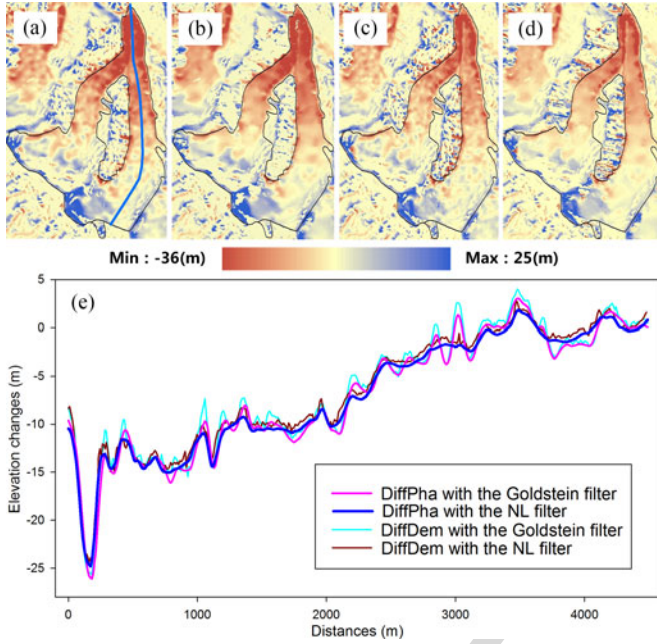 (a) (b) (c) (d)
Min : -36(m) Max : 25(m)
(e)
5
0
-5
-10
-15
-20
-25
Elevation changes (m)
DiffPha with the Goldstein filter
DiffPha with the NL filter
DiffDem with the Goldstein filter
DiffDem with the NL filter
0 1000 2000 3000 4000
Distances (m)